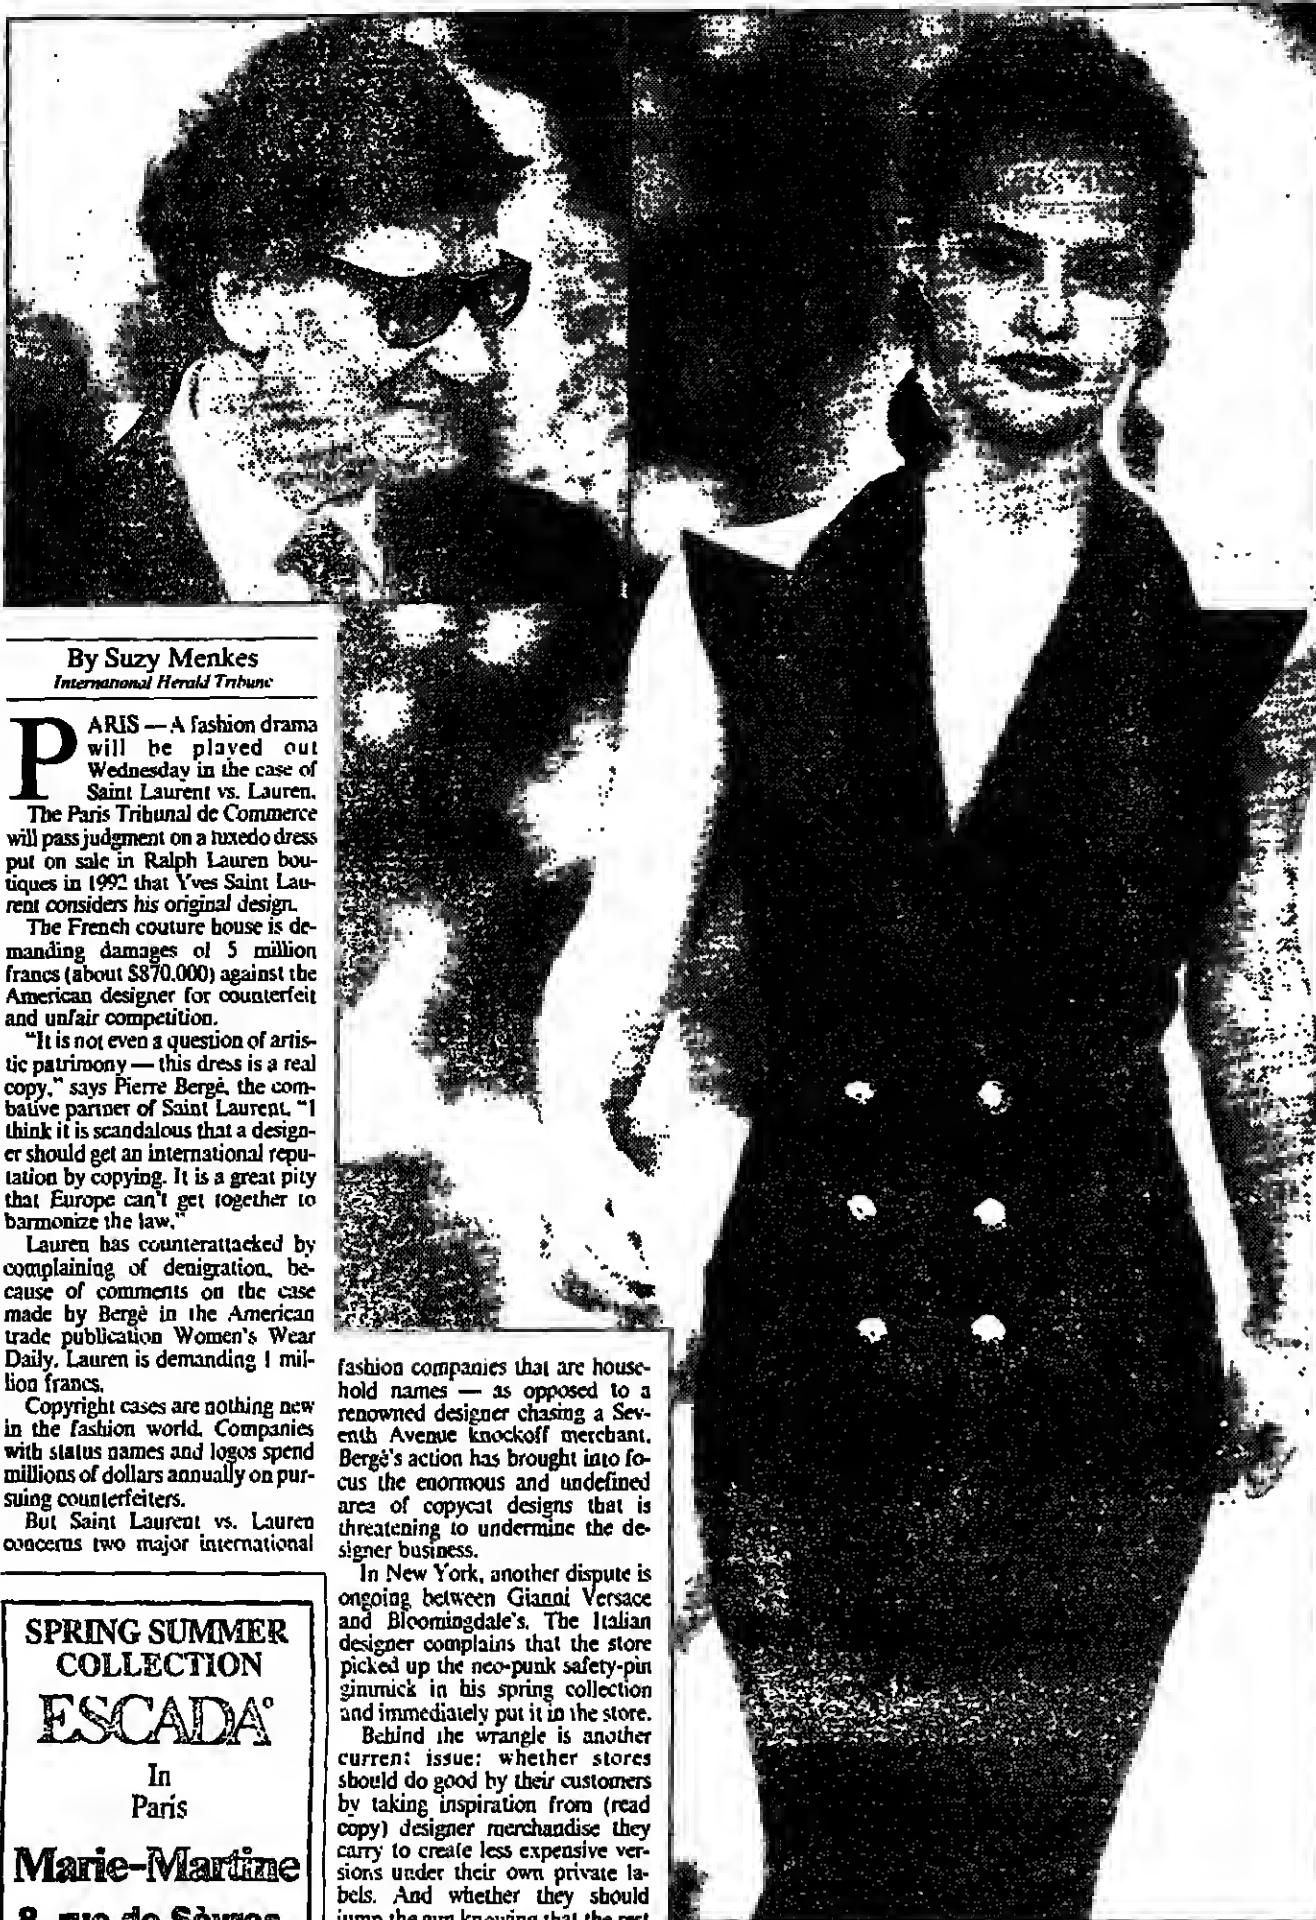 By Suzy Menkes
International Herald Tribune
PARIS — A fashion drama
will be played out
Wednesday in the case of
Saint Laurent vs. Lauren.
The Paris Tribunal de Commerce
will pass judgment on a tuxedo dress
put on sale in Ralph Lauren bou-
tiques in 1992 that Yves Saint Lau-
rent considers his original design.
The French couture house is de-
manding damages of 5 million
francs (about $870,000) against the
American designer for counterfeit
and unfair competition.
"It is not even a question of artis-
tic patrimony — this dress is a real
copy," says Pierre Bergé, the com-
bative partner of Saint Laurent. "I
think it is scandalous that a design-
er should get an international repu-
tation by copying. It is a great pity
that Europe can't get together to
harmonize the law."
Lauren has counterattacked by
complaining of denigration, be-
cause of comments on the case
made by Bergé in the American
trade publication Women's Wear
Daily. Lauren is demanding 1 mil-
lion francs.
Copyright cases are nothing new
in the fashion world. Companies
with status names and logos spend
millions of dollars annually on pur-
suing counterfeiters.
But Saint Laurent vs. Lauren
concerns two major international
fashion companies that are house-
hold names — as opposed to a
renowned designer chasing a Sev-
enth Avenue knockoff merchant.
Bergé's action has brought into fo-
cus the enormous and undefined
area of copycat designs that is
threatening to undermine the de-
signer business.
In New York, another dispute is
ongoing between Gianni Versace
and Bloomingdale's. The Italian
designer complains that the store
picked up the neo-punk safety-pin
gimmick in his spring collection
and immediately put it in the store.
Behind the wrangle is another
current issue: whether stores
should do good by their customers
by taking inspiration from (read
copy) designer merchandise they
carry to create less expensive ver-
sions under their own private la-
bels. And whether they should
jump the gun knowing that the
SPRING SUMMER
COLLECTION
ESCADA
In
Paris
Marie-Martine
8, rue de Sèvres